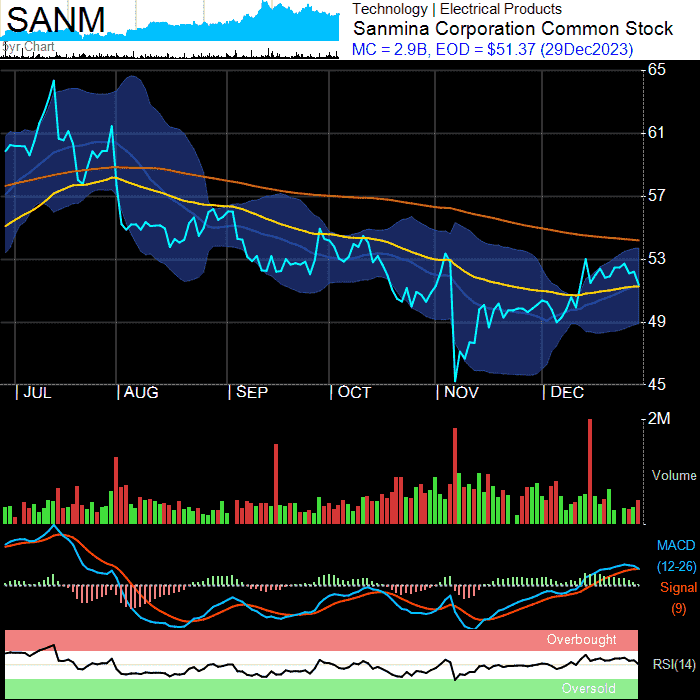 SANM
5yr Chart
Technology | Electrical Products
Sanmina Corporation Common Stock
MC = 2.9B, EOD = $51.37 (29Dec2023)
65
61
57
53
49
45
| JUL | AUG | SEP | OCT | NOV | DEC
2M
Volume
MACD
(12-26)
Signal
(9)
Overbought
RSI(14)
Oversold